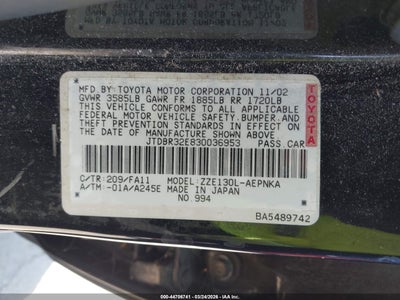 MFD BY TOYOTA MOTOR CORPORATION 11/02
GVWR 3585LB GAWR FR 1885LB RR 1720LB
THIS VEHICLE CONFORMS TO ALL APPLICABLE
FEDERAL MOTOR VEHICLE SAFETY, BUMPER, AND
THEFT PREVENTION STANDARDS IN EFFECT ON
THE DATE OF MANUFACTURE SHOWN ABOVE.
JTDBR32E830036953 PASS.CAR
C/TR:209/FA11 MODEL:ZZE130L-AEPNKA
A/TM:-01A/A245E MADE IN JAPAN
NO.994
BA5489742
TOYOTA
© IAA 44706741 - 03/24/2026 - © IAA